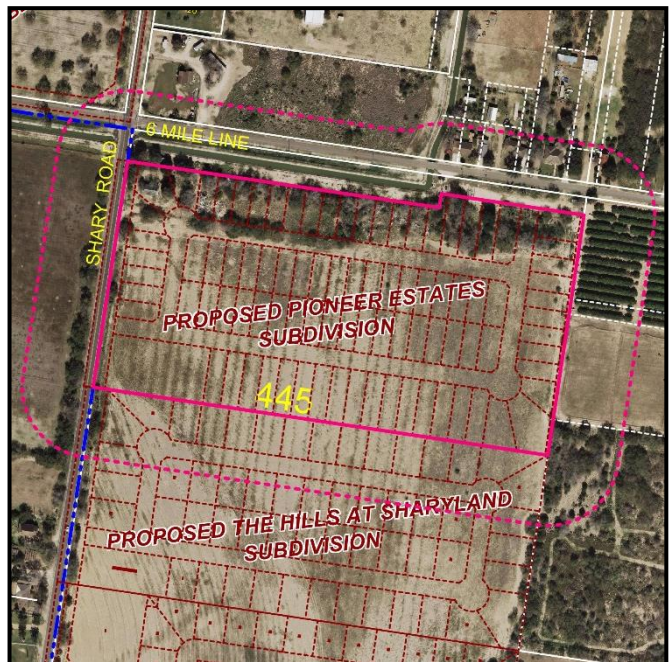 6 MILE LINE
SHARY ROAD
PROPOSED PIONEER ESTATES
SUBDIVISION
445
PROPOSED THE HILLS AT SHARYLAND
SUBDIVISION